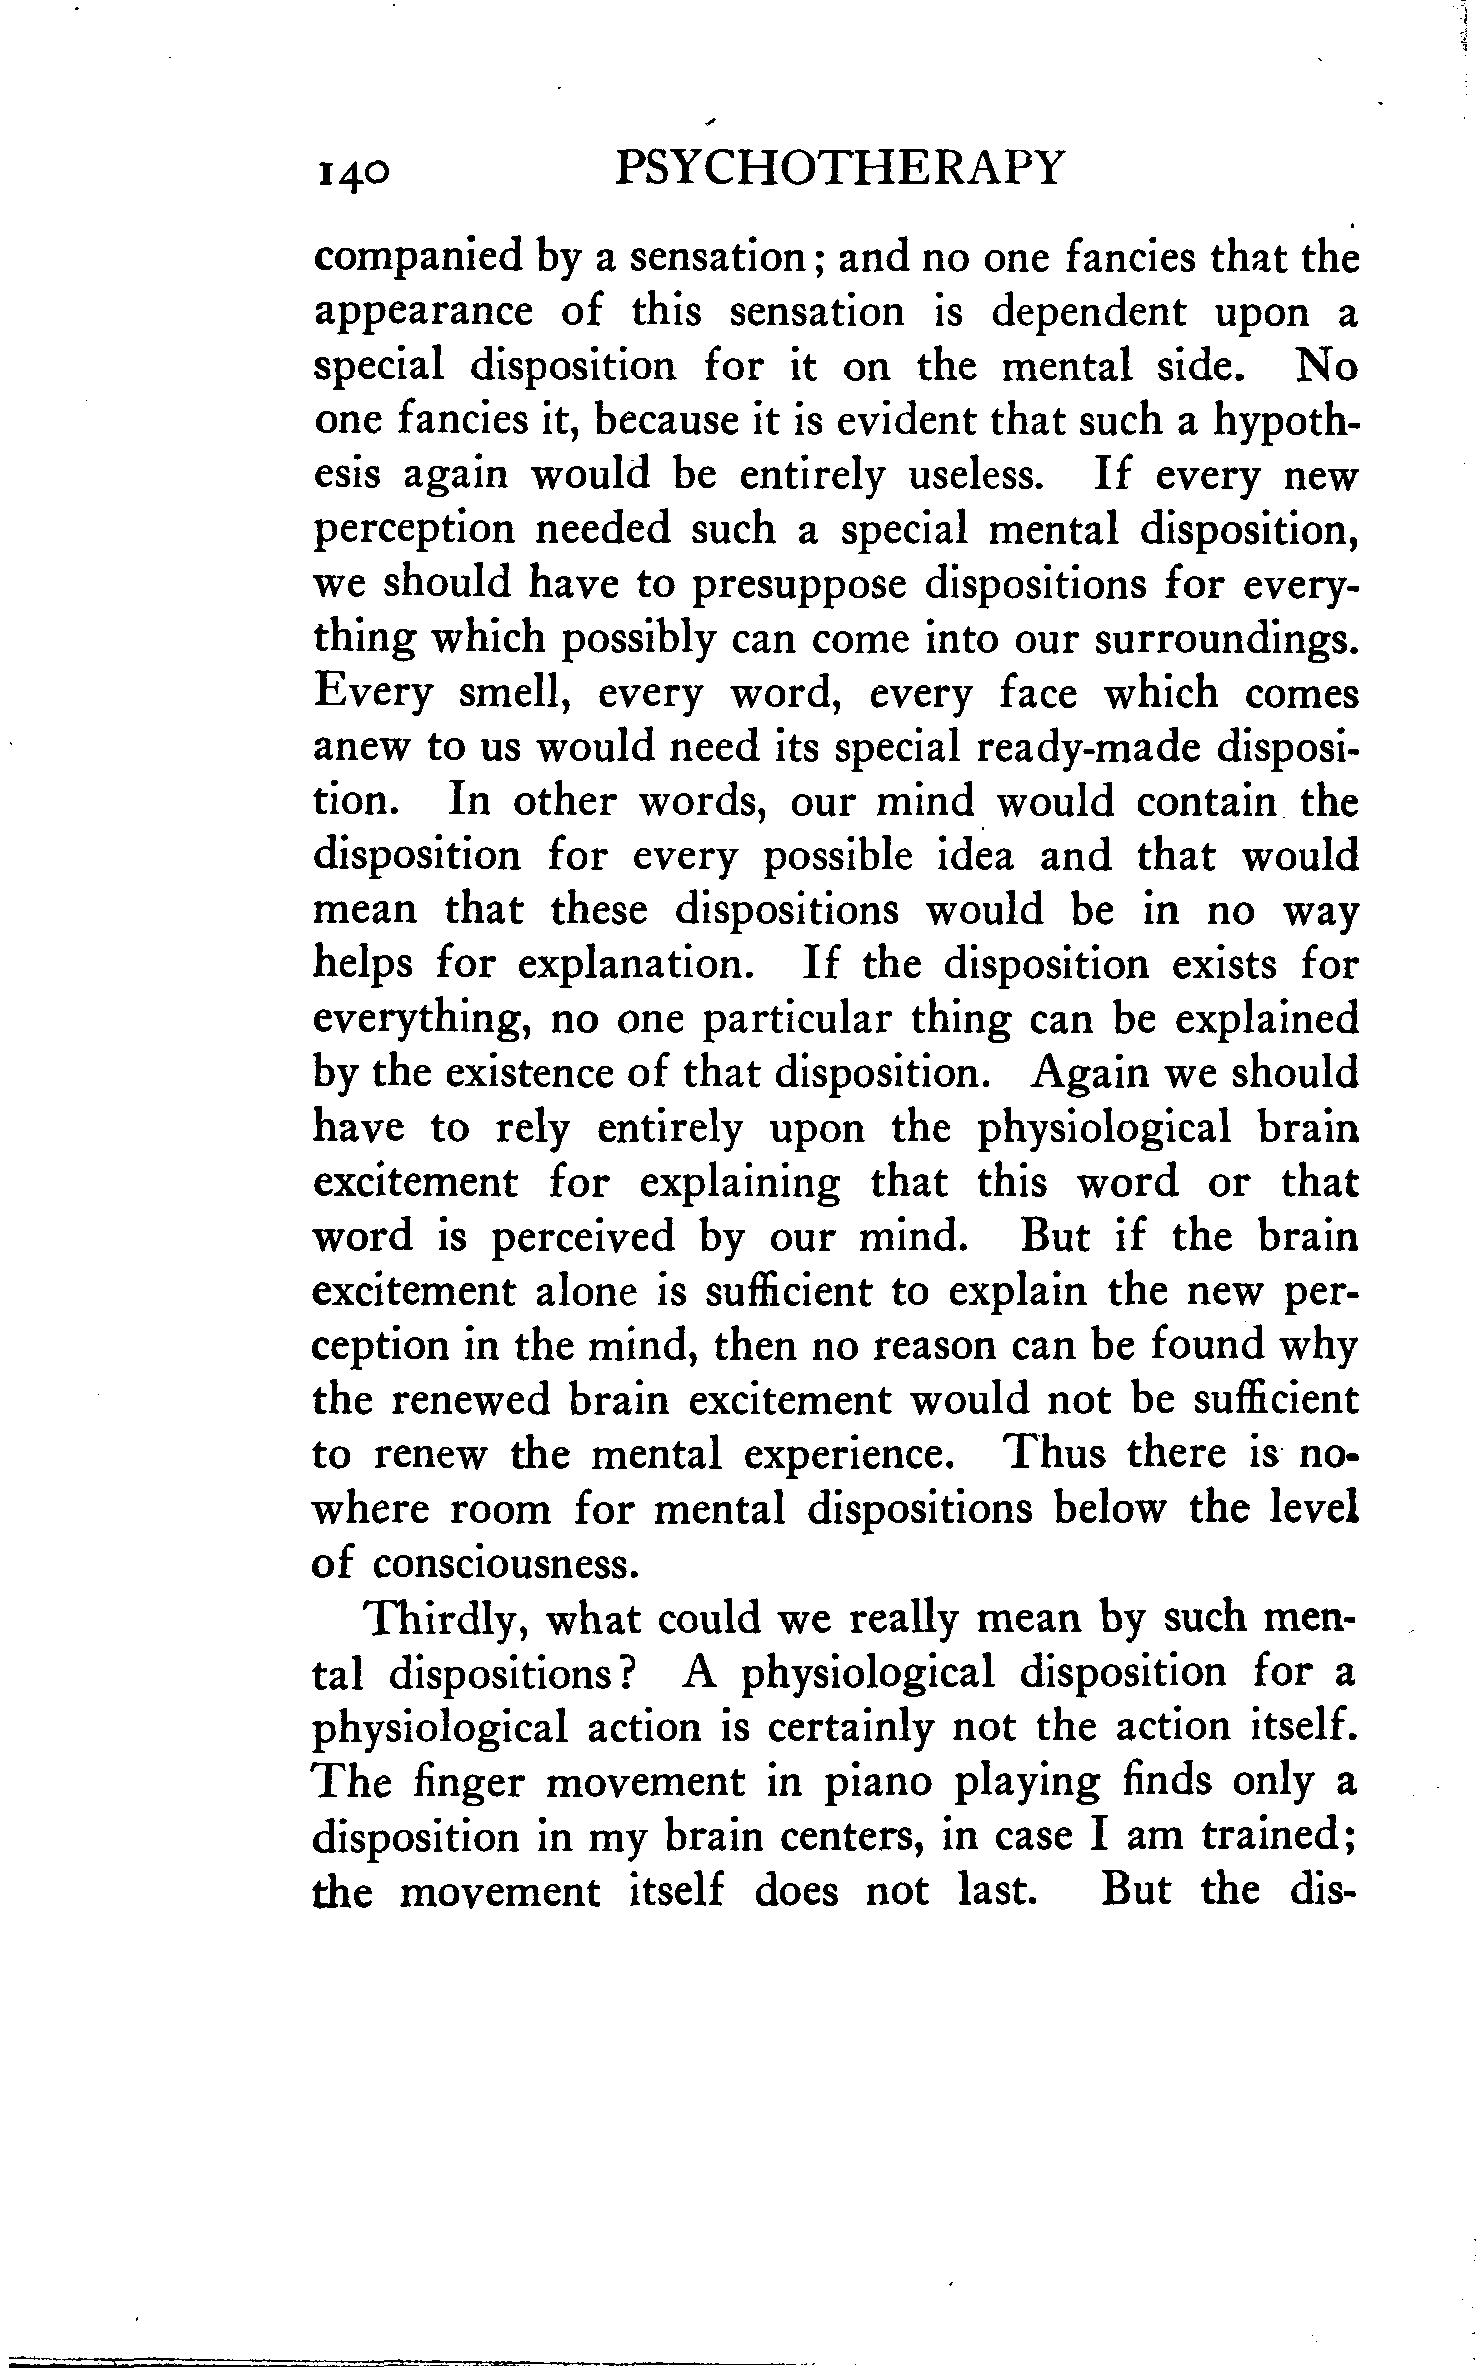 140 PSYCHOTHERAPY
companied by a sensation; and no one fancies that the
appearance of this sensation is dependent upon a
special disposition for it on the mental side. No
one fancies it, because it is evident that such a hypoth-
esis again would be entirely useless. If every new
perception needed such a special mental disposition,
we should have to presuppose dispositions for every-
thing which possibly can come into our surroundings.
Every smell, every word, every face which comes
anew to us would need its special ready-made disposi-
tion. In other words, our mind would contain the
disposition for every possible idea and that would
mean that these dispositions would be in no way
helps for explanation. If the disposition exists for
everything, no one particular thing can be explained
by the existence of that disposition. Again we should
have to rely entirely upon the physiological brain
excitement for explaining that this word or that
word is perceived by our mind. But if the brain
excitement alone is sufficient to explain the new per-
ception in the mind, then no reason can be found why
the renewed brain excitement would not be sufficient
to renew the mental experience. Thus there is no-
where room for mental dispositions below the level
of consciousness.
Thirdly, what could we really mean by such men-
tal dispositions? A physiological disposition for a
physiological action is certainly not the action itself.
The finger movement in piano playing finds only a
disposition in my brain centers, in case I am trained;
the movement itself does not last. But the dis-